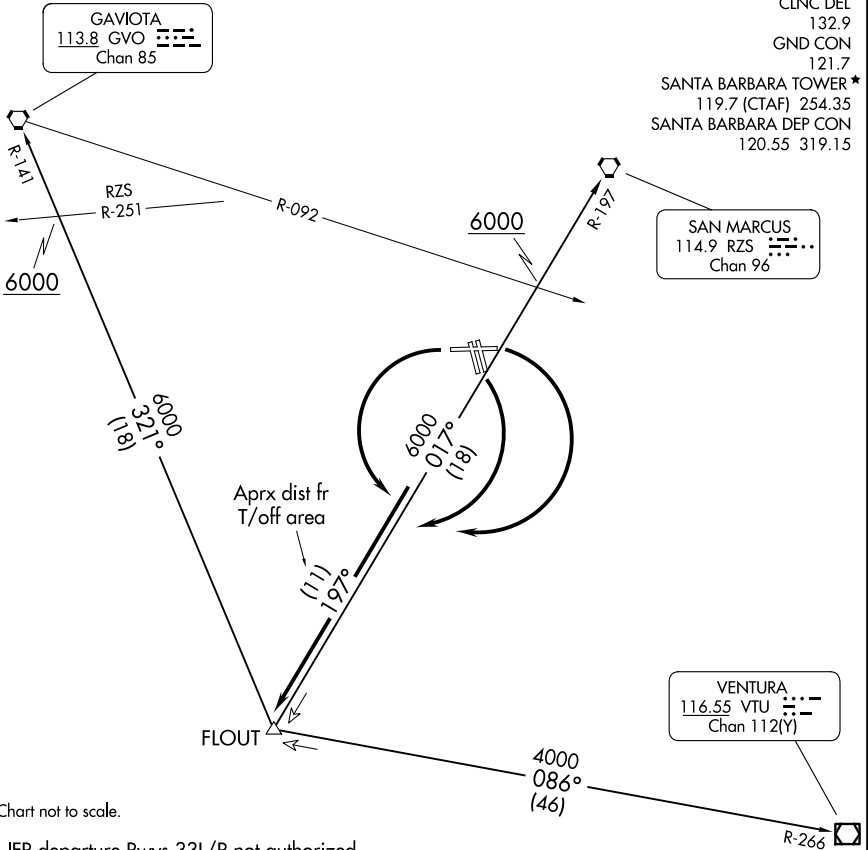 CLNC DEL
132.9
GND CON
121.7
SANTA BARBARA TOWER ★
119.7 (CTAF) 254.35
SANTA BARBARA DEP CON
120.55 319.15
GAVIOTA
113.8 GVO
Chan 85
R-141
RZS
R-251
R-092
R-197
6000
6000
SAN MARCUS
114.9 RZS
Chan 96
6000
321°
(18)
6000
017°
(18)
Aprx dist fr
T/off area
(11)
197°
FLOUT
VENTURA
116.55 VTU
Chan 112(Y)
4000
086°
(46)
R-266
Chart not to scale.